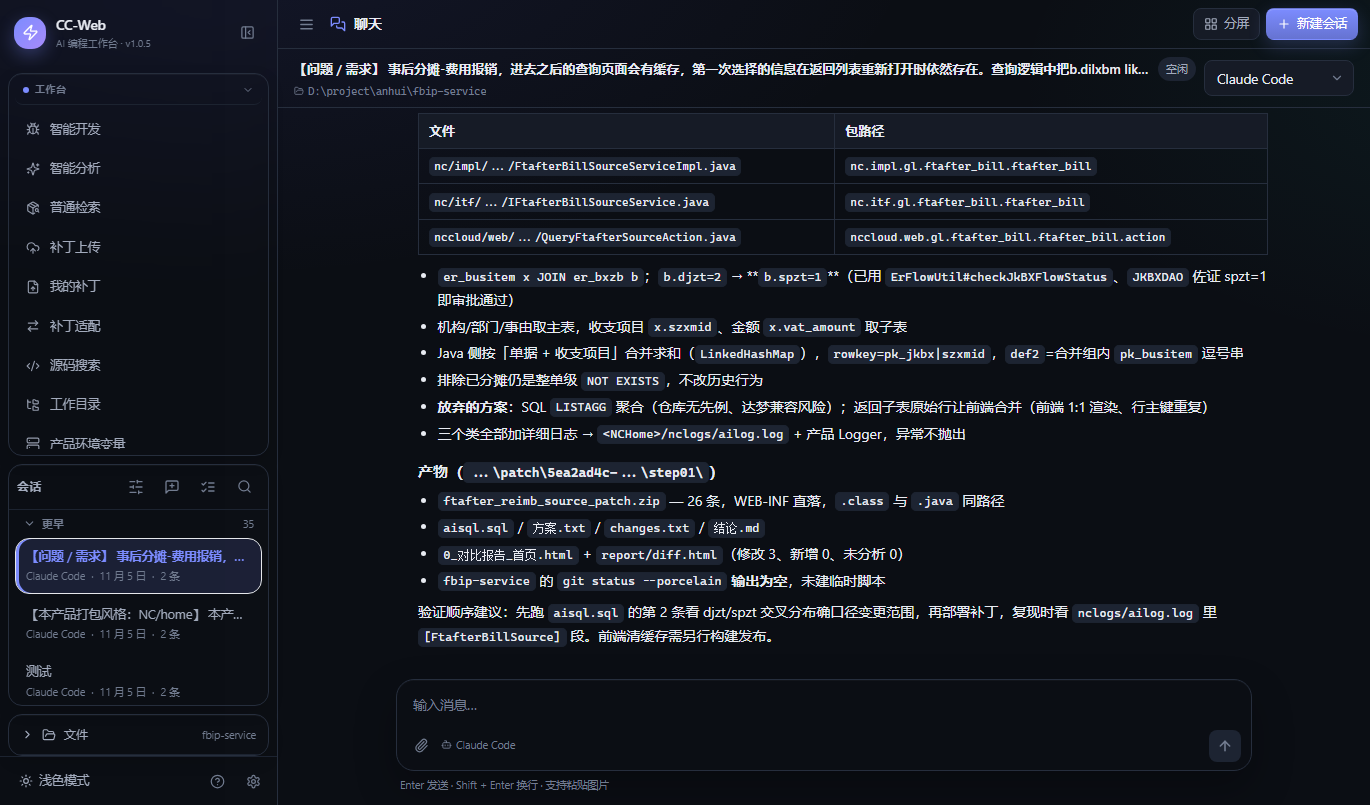 CC-Web
AI 编程工作台 · v1.0.5
工作台
智能开发
智能分析
普通检索
补丁上传
我的补丁
补丁适配
源码搜索
工作目录
产品环境变量
会话
更早 35
【问题 / 需求】 事后分摊-费用报销，...
Claude Code · 11 月 5 日 · 2 条
【本产品打包风格：NC/home】 本产...
Claude Code · 11 月 5 日 · 2 条
测试
Claude Code · 11 月 5 日 · 2 条
文件 fbip-service
浅色模式
聊天
分屏
新建会话
【问题 / 需求】 事后分摊-费用报销，进去之后的查询页面会有缓存，第一次选择的信息在返回列表重新打开时依然存在。查询逻辑中把b.dilxbm lik...
空闲
Claude Code
D:\project\anhui\fbip-service
文件 包路径
nc/impl/...​/FtafterBillSourceServiceImpl.java nc.impl.gl.ftafter_bill.ftafter_bill
nc/itf/...​/IFtafterBillSourceService.java nc.itf.gl.ftafter_bill.ftafter_bill
nccloud/web/...​/QueryFtafterSourceAction.java nccloud.web.gl.ftafter_bill.ftafter_bill.action
• er_busitem x JOIN er_bxzb b ；b.djzt=2 → ** b.spzt=1 **（已用 ErFlowUtil#checkJkBXFlowStatus 、 JKBXDAO 佐证 spzt=1
即审批通过）
• 机构/部门/事由取主表，收支项目 x.szxmid 、金额 x.vat_amount 取子表
• Java 侧按「单据 + 收支项目」合并求和（ LinkedHashMap ）， rowkey=pk_jkbx|szxmid ， def2 =合并组内 pk_busitem 逗号串
• 排除已分摊仍是整单级 NOT EXISTS ，不改历史行为
• 放弃的方案：SQL LISTAGG 聚合（仓库无先例、达梦兼容风险）；返回子表原始行让前端合并（前端 1:1 渲染、行主键重复）
• 三个类全部加详细日志 → <NCHome>/nclogs/ailog.log + 产品 Logger，异常不抛出
产物（ ...\patch\5ea2ad4c-...\step01\ ）
• ftafter_reimb_source_patch.zip — 26 条，WEB-INF 直落， .class 与 .java 同路径
• aisql.sql / 方案.txt / changes.txt / 结论.md
• 0_对比报告_首页.html + report/diff.html （修改 3、新增 0、未分析 0）
• fbip-service 的 git status --porcelain 输出为空，未建临时脚本
验证顺序建议：先跑 aisql.sql 的第 2 条看 djzt/spzt 交叉分布确口径变更范围，再部署补丁，复现时看 nclogs/ailog.log 里
[FtafterBillSource] 段。前端清缓存需另行构建发布。
输入消息...
Claude Code
Enter 发送 · Shift + Enter 换行 · 支持粘贴图片